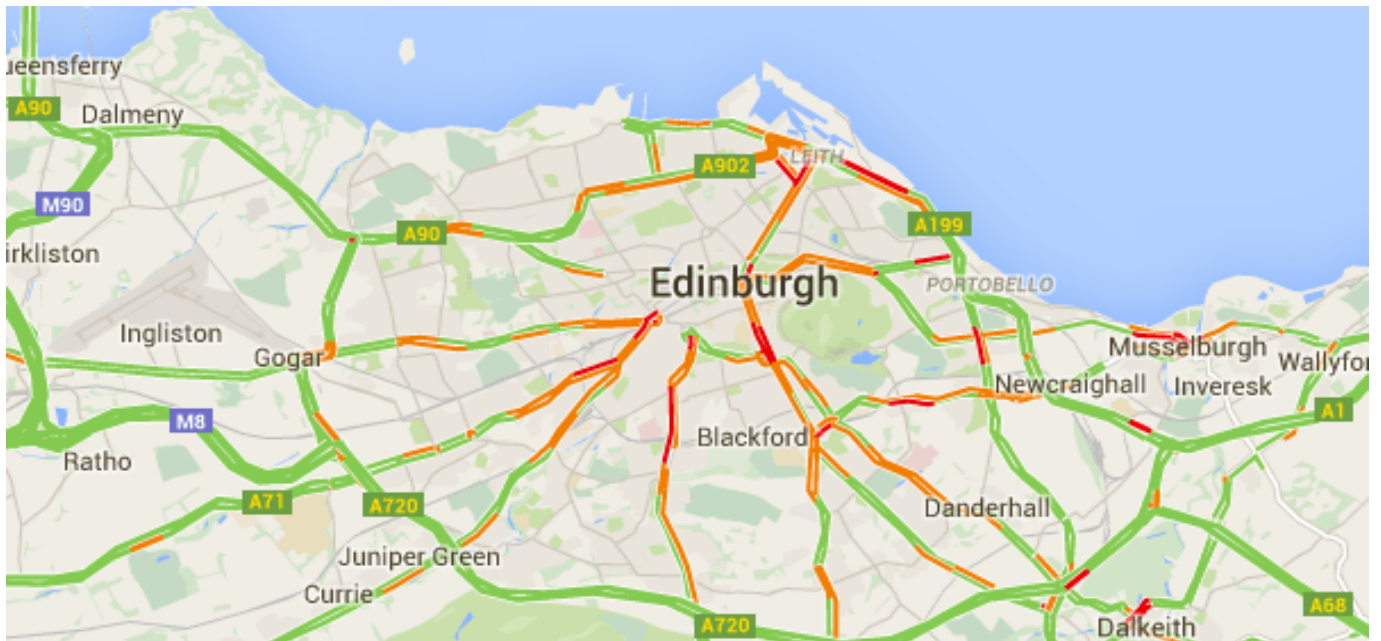 ueensferry
A90
Dalmeny
A902
LEITH
M90
A90
A199
irkliston
Edinburgh
PORTOBELLO
Ingliston
Gogar
Musselburgh
Wallyfor
Newcraighall
Inveresk
M8
A1
Blackford
Ratho
A71
A720
Danderhall
Juniper Green
Currie
A68
A720
Dalkeith